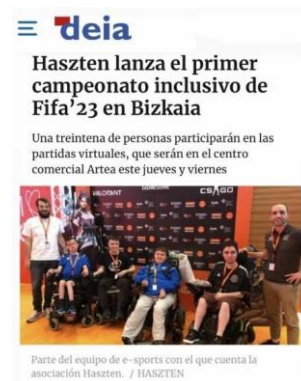 deia
Haszten lanza el primer
campeonato inclusivo de
Fifa'23 en Bizkaia
Una treintena de personas participarán en las
partidas virtuales, que serán en el centro
comercial Artea este jueves y viernes
VALORANT
CS:GO
Parte del equipo de e-sports con el que cuenta la
asociación Haszten. / HASZTEN